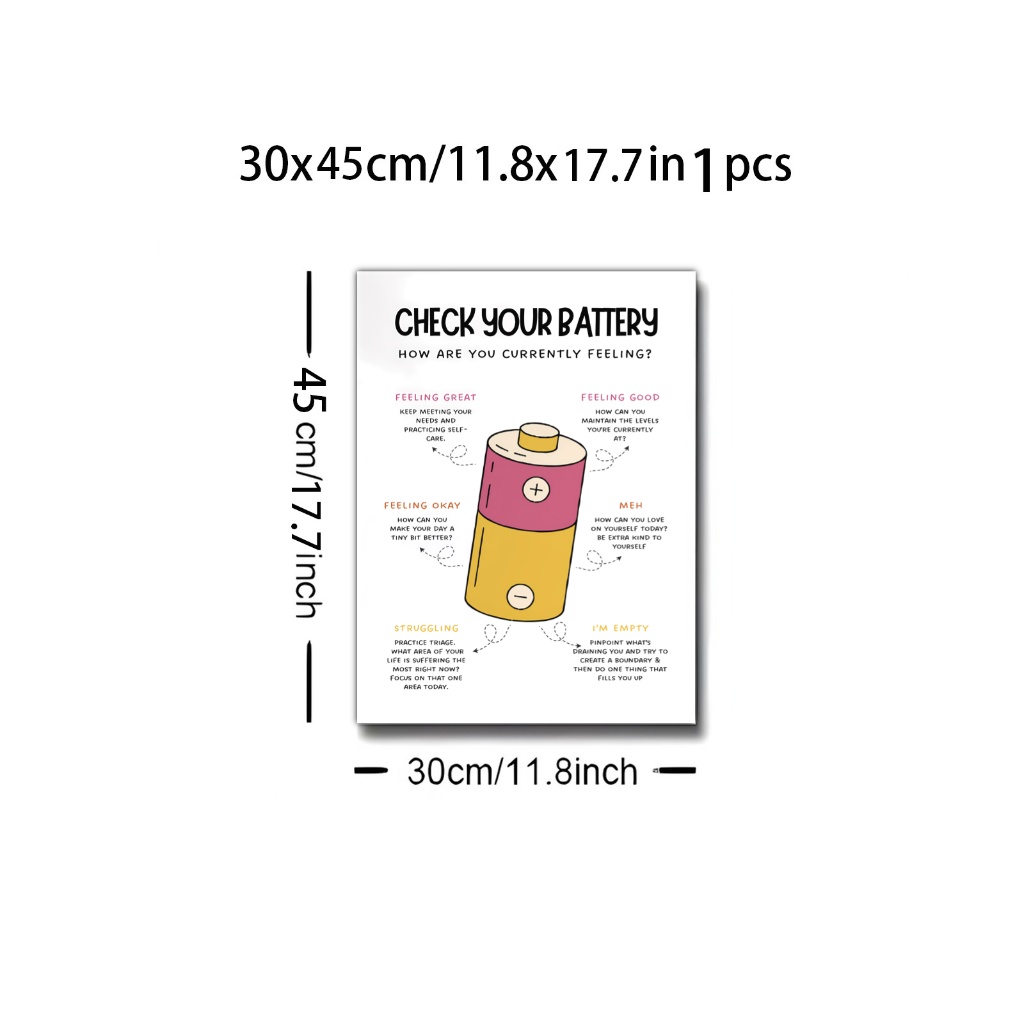 30x45cm/11.8x17.7in 1 pcs
45 cm/17.7inch
CHECK YOUR BATTERY
HOW ARE YOU CURRENTLY FEELING?
FEELING GREAT
KEEP MEETING YOUR
NEEDS AND
PRACTICING SELF-
CARE.
FEELING GOOD
HOW CAN YOU
MAINTAIN THE LEVELS
YOU'RE CURRENTLY
AT?
+
FEELING OKAY
HOW CAN YOU
MAKE YOUR DAY A
TINY BIT BETTER?
MEH
HOW CAN YOU LOVE
ON YOURSELF TODAY?
BE EXTRA KIND TO
YOURSELF
−
STRUGGLING
PRACTICE TRIAGE.
WHAT AREA OF YOUR
LIFE IS SUFFERING THE
MOST RIGHT NOW?
FOCUS ON THAT ONE
AREA TODAY.
I'M EMPTY
PINPOINT WHAT'S
DRAINING YOU AND TRY TO
CREATE A BOUNDARY &
THEN DO ONE THING THAT
FILLS YOU UP
30cm/11.8inch